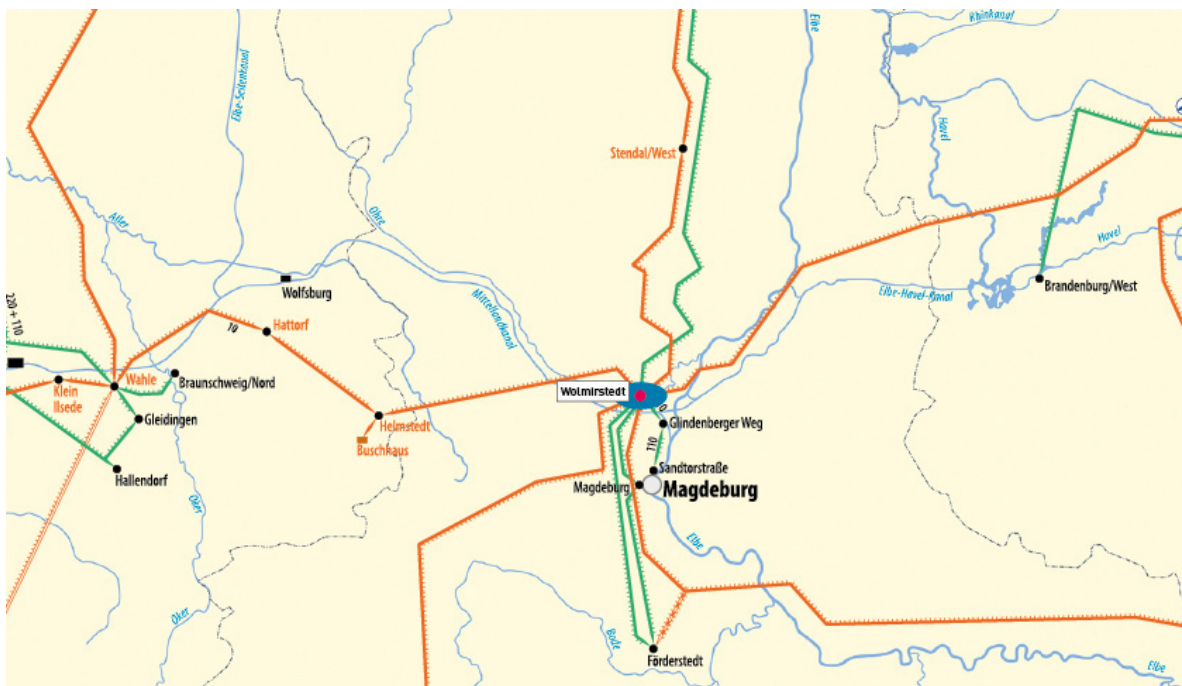 Elbe
Rhinkanal
Elbe-Seitenkanal
Havel
Stendal/West
Ohre
Aller
Havel
Wolfsburg
Mittellandkanal
Elbe-Havel-Kanal
Brandenburg/West
220 + 110
10
Hattorf
Wahle
Braunschweig/Nord
Klein
Ilsede
Wolmirstedt
Gleidingen
Helmstedt
Glindenberger Weg
Buschhaus
110
Hallendorf
Sandtorstraße
Magdeburg
Magdeburg
Oker
Elbe
Oker
Bode
Förderstedt
Elbe